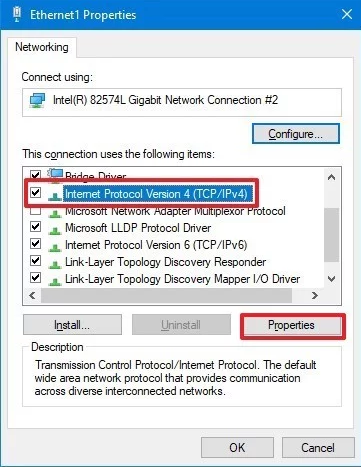 Ethernet1 Properties
Networking
Connect using:
Intel(R) 82574L Gigabit Network Connection #2
Configure...
This connection uses the following items:
Bridge Driver
Internet Protocol Version 4 (TCP/IPv4)
Microsoft Network Adapter Multiplexor Protocol
Microsoft LLDP Protocol Driver
Internet Protocol Version 6 (TCP/IPv6)
Link-Layer Topology Discovery Responder
Link-Layer Topology Discovery Mapper I/O Driver
Install...
Uninstall
Properties
Description
Transmission Control Protocol/Internet Protocol. The default
wide area network protocol that provides communication
across diverse interconnected networks.
OK
Cancel